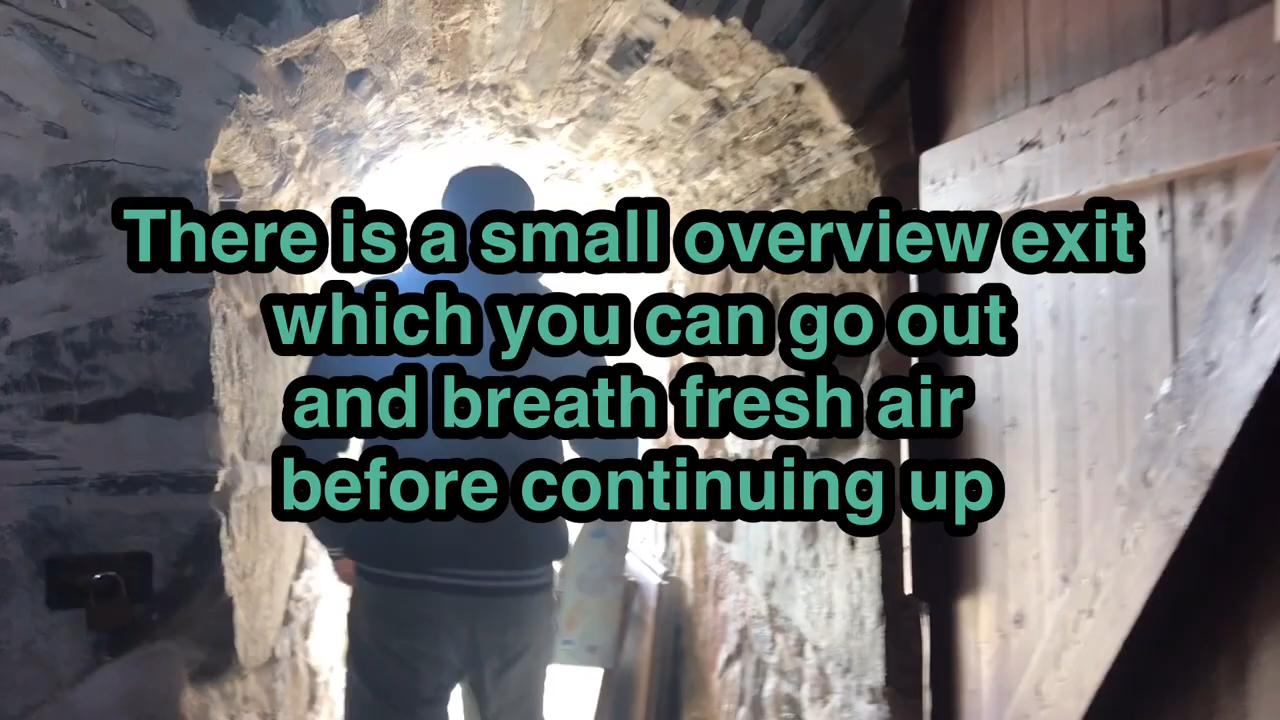 There is a small overview exit
which you can go out
and breath fresh air
before continuing up